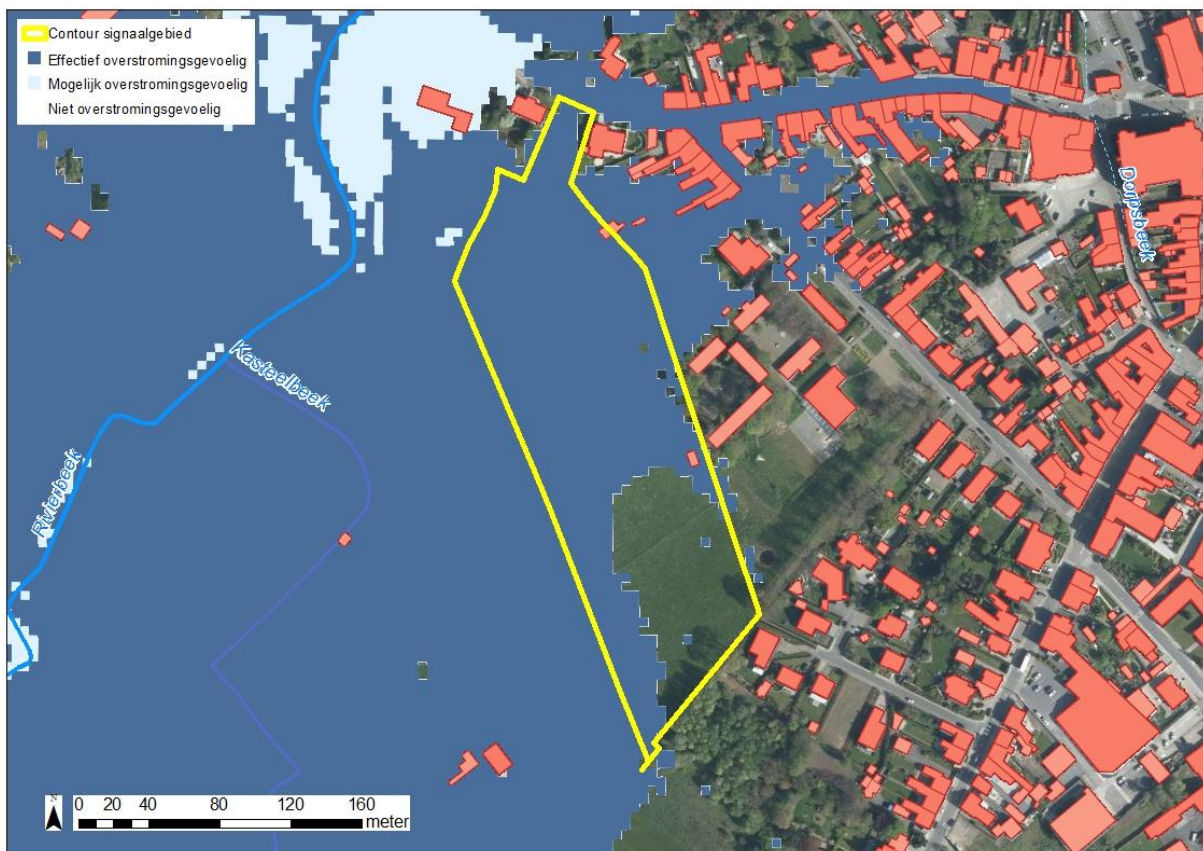 Contour signaalgebied
Effectief overstromingsgevoelig
Mogelijk overstromingsgevoelig
Niet overstromingsgevoelig
Dorpsbeek
Kasteelbeek
Rivierbeek
N
0 20 40 80 120 160
meter